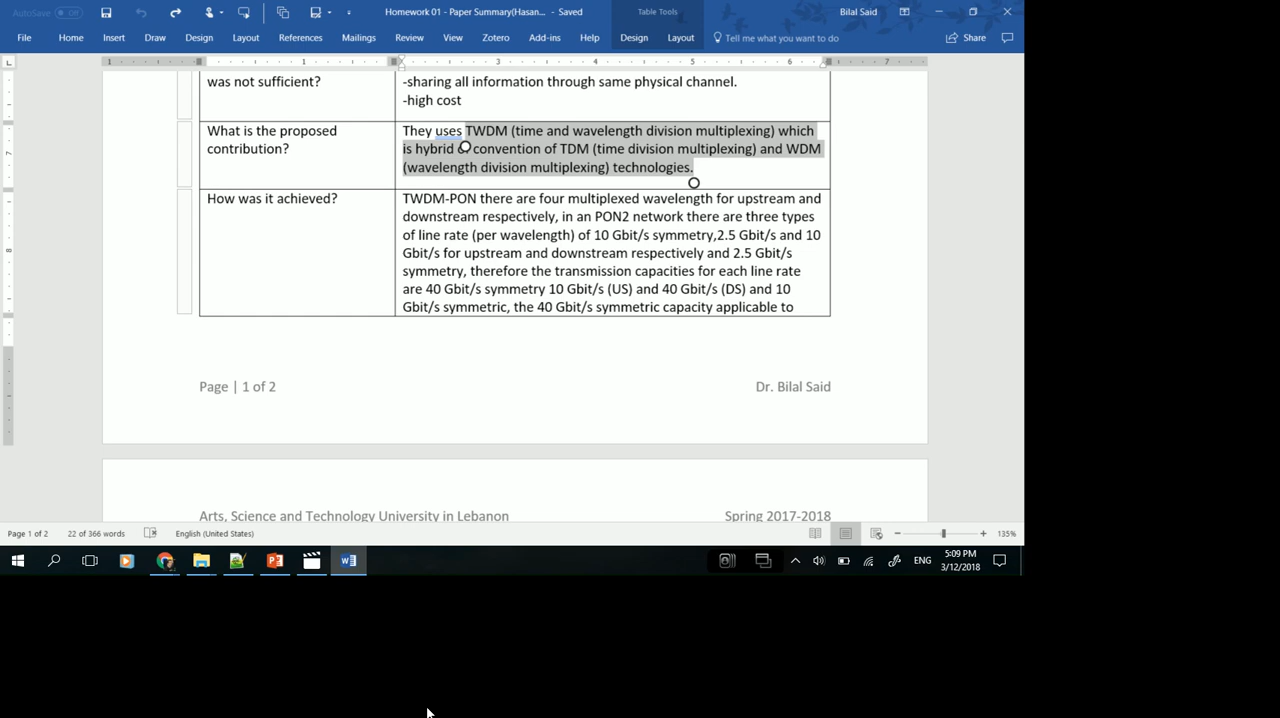 AutoSave Off
Homework 01 - Paper Summary(Hasan... - Saved
Table Tools
Bilal Said
File Home Insert Draw Design Layout References Mailings Review View Zotero Add-ins Help Design Layout Tell me what you want to do Share
1 1 3 4 5 6 7
was not sufficient?
-sharing all information through same physical channel.
-high cost
What is the proposed
contribution?
They uses TWDM (time and wavelength division multiplexing) which
is hybrid convention of TDM (time division multiplexing) and WDM
(wavelength division multiplexing) technologies.
How was it achieved?
TWDM-PON there are four multiplexed wavelength for upstream and
downstream respectively, in an PON2 network there are three types
of line rate (per wavelength) of 10 Gbit/s symmetry,2.5 Gbit/s and 10
Gbit/s for upstream and downstream respectively and 2.5 Gbit/s
symmetry, therefore the transmission capacities for each line rate
are 40 Gbit/s symmetry 10 Gbit/s (US) and 40 Gbit/s (DS) and 10
Gbit/s symmetric, the 40 Gbit/s symmetric capacity applicable to
Page | 1 of 2
Dr. Bilal Said
Arts, Science and Technology University in Lebanon
Spring 2017-2018
Page 1 of 2 22 of 366 words English (United States) 135%
ENG
5:09 PM
3/12/2018